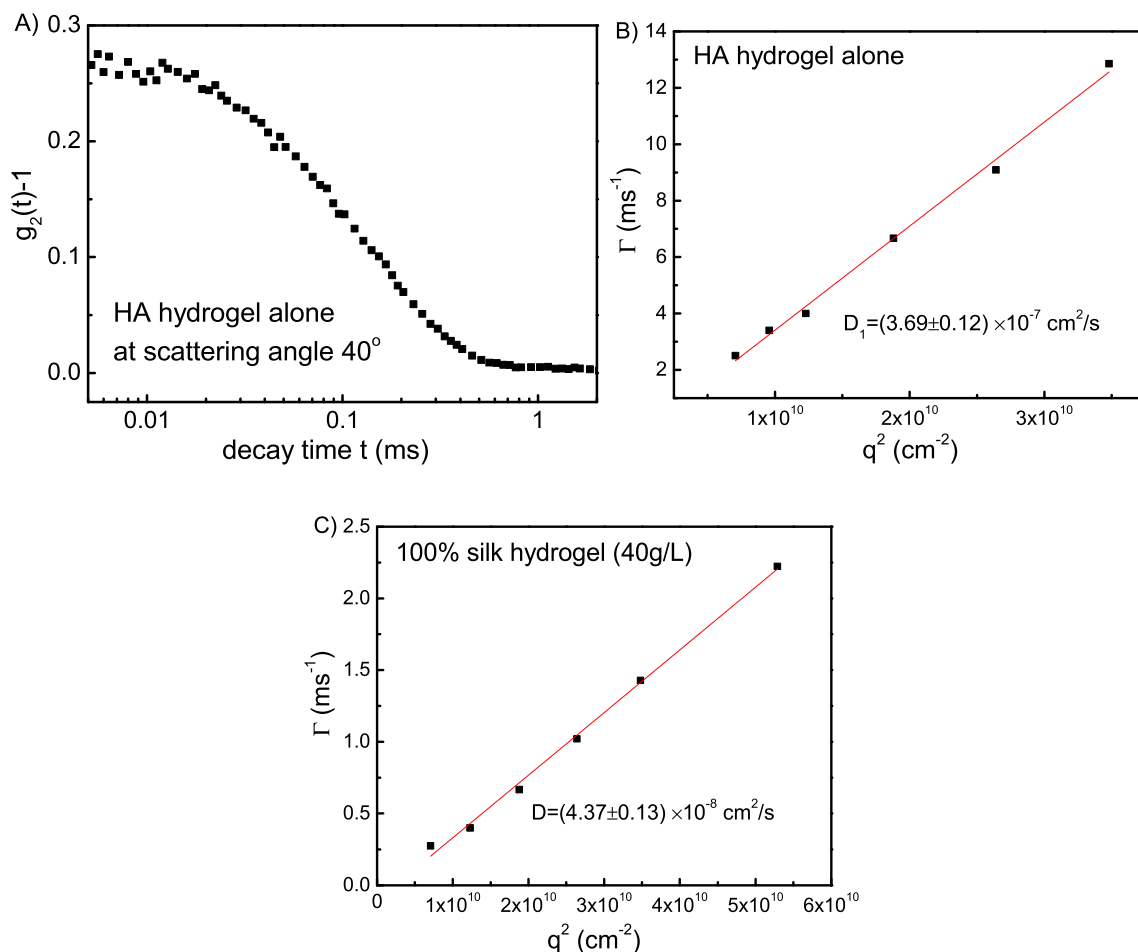 A)
0.3
0.2
0.1
0.0
g₂(t)-1
HA hydrogel alone
at scattering angle 40°
0.01
0.1
1
decay time t (ms)
B)
14
12
10
8
6
4
2
Γ (ms⁻¹)
HA hydrogel alone
D₁=(3.69±0.12) ×10⁻⁷ cm²/s
1x10¹⁰
2x10¹⁰
3x10¹⁰
q² (cm⁻²)
C)
2.5
2.0
1.5
1.0
0.5
0.0
Γ (ms⁻¹)
100% silk hydrogel (40g/L)
D=(4.37±0.13) ×10⁻⁸ cm²/s
0
1x10¹⁰
2x10¹⁰
3x10¹⁰
4x10¹⁰
5x10¹⁰
6x10¹⁰
q² (cm⁻²)